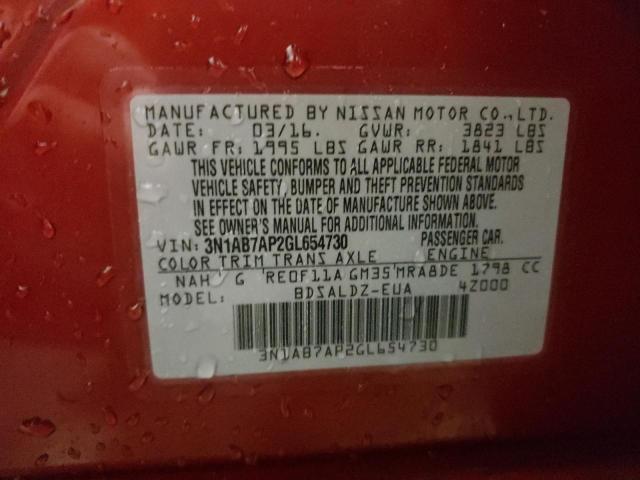 MANUFACTURED BY NISSAN MOTOR CO.,LTD.
DATE: 03/16. GVWR: 3823 LBS
GAWR FR: 1995 LBS GAWR RR: 1841 LBS
THIS VEHICLE CONFORMS TO ALL APPLICABLE FEDERAL MOTOR
VEHICLE SAFETY, BUMPER AND THEFT PREVENTION STANDARDS
IN EFFECT ON THE DATE OF MANUFACTURE SHOWN ABOVE.
SEE OWNER'S MANUAL FOR ADDITIONAL INFORMATION.
VIN: 3N1AB7AP2GL654730 PASSENGER CAR.
COLOR TRIM TRANS AXLE ENGINE
NAH G RE0F11A GM35 MRA8DE 1798 CC
MODEL: BDSALDZ-EUA 4Z000
3N1AB7AP2GL654730